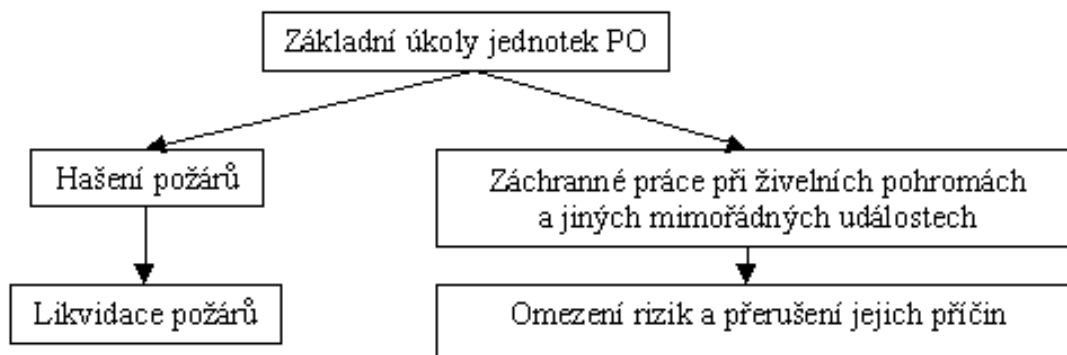 Základní úkoly jednotek PO
Hašení požárů
Záchranné práce při živelních pohromách
a jiných mimořádných událostech
Likvidace požárů
Omezení rizik a přerušení jejich příčin